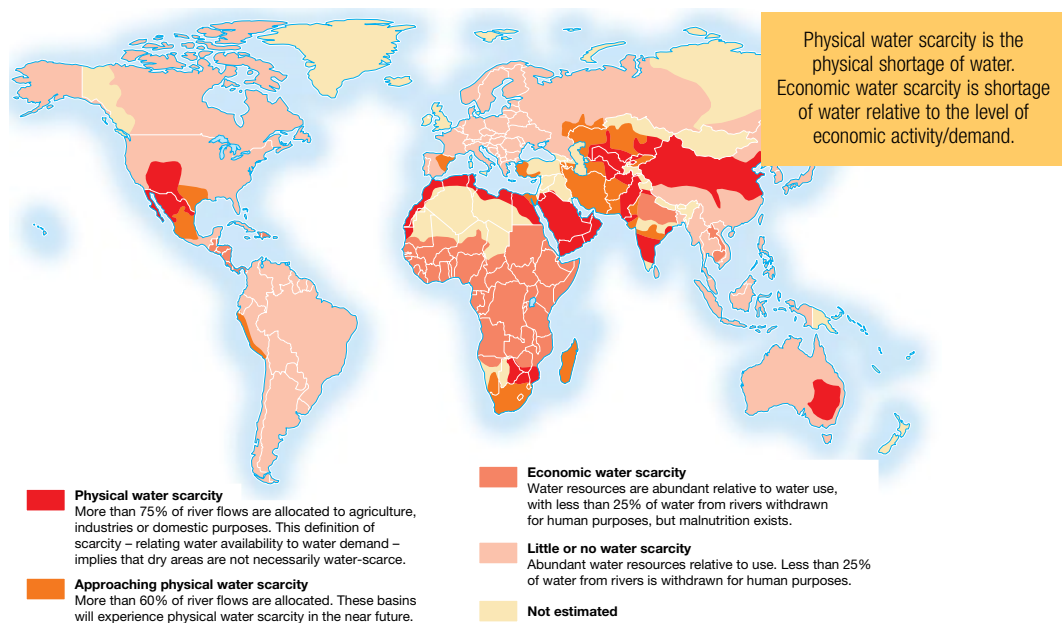 Physical water scarcity is the
physical shortage of water.
Economic water scarcity is shortage
of water relative to the level of
economic activity/demand.
Physical water scarcity
More than 75% of river flows are allocated to agriculture,
industries or domestic purposes. This definition of
scarcity – relating water availability to water demand –
implies that dry areas are not necessarily water-scarce.
Approaching physical water scarcity
More than 60% of river flows are allocated. These basins
will experience physical water scarcity in the near future.
Economic water scarcity
Water resources are abundant relative to water use,
with less than 25% of water from rivers withdrawn
for human purposes, but malnutrition exists.
Little or no water scarcity
Abundant water resources relative to use. Less than 25%
of water from rivers is withdrawn for human purposes.
Not estimated